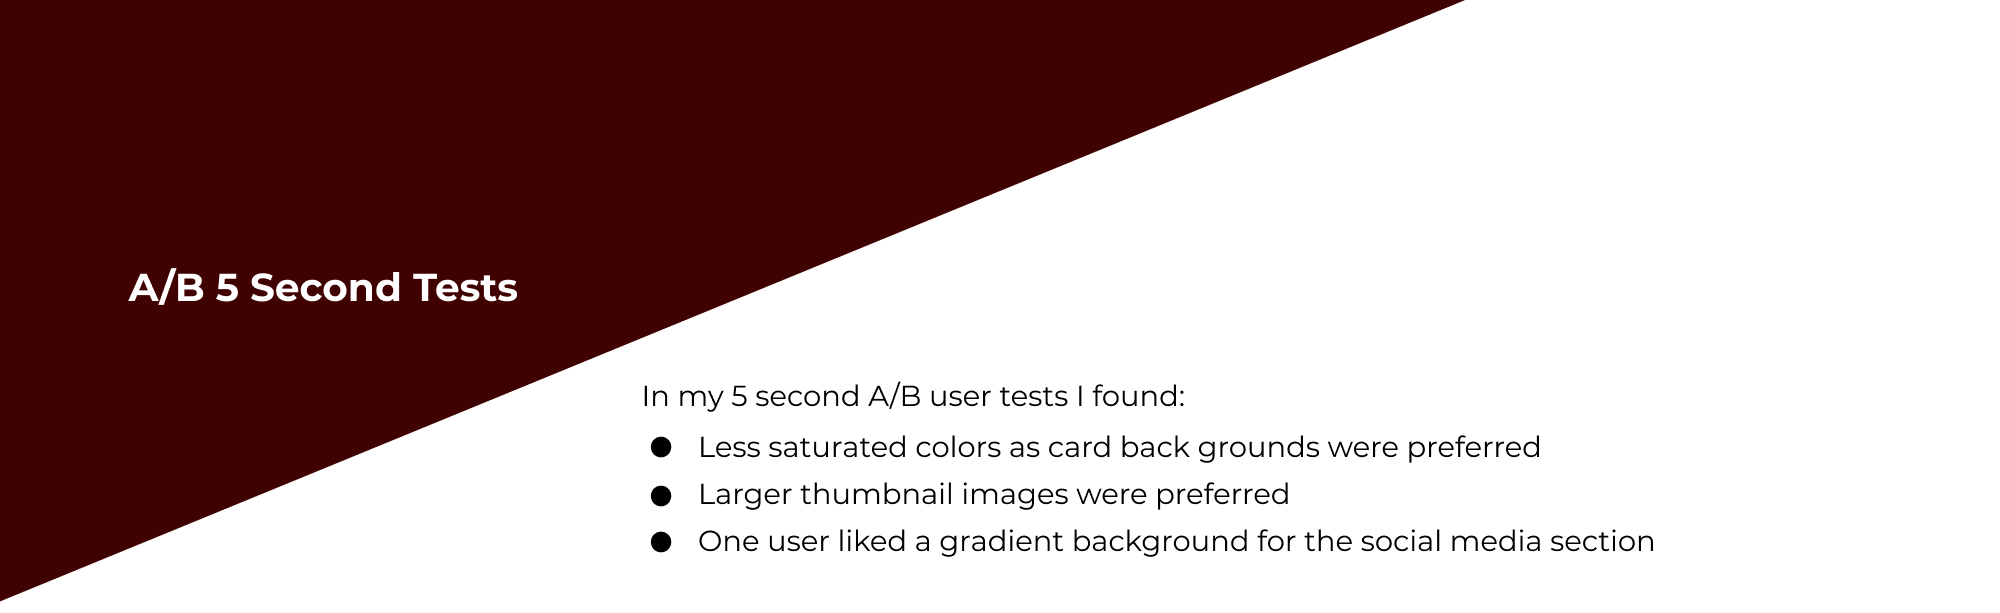 A/B 5 Second Tests
In my 5 second A/B user tests I found:
● Less saturated colors as card back grounds were preferred
● Larger thumbnail images were preferred
● One user liked a gradient background for the social media section